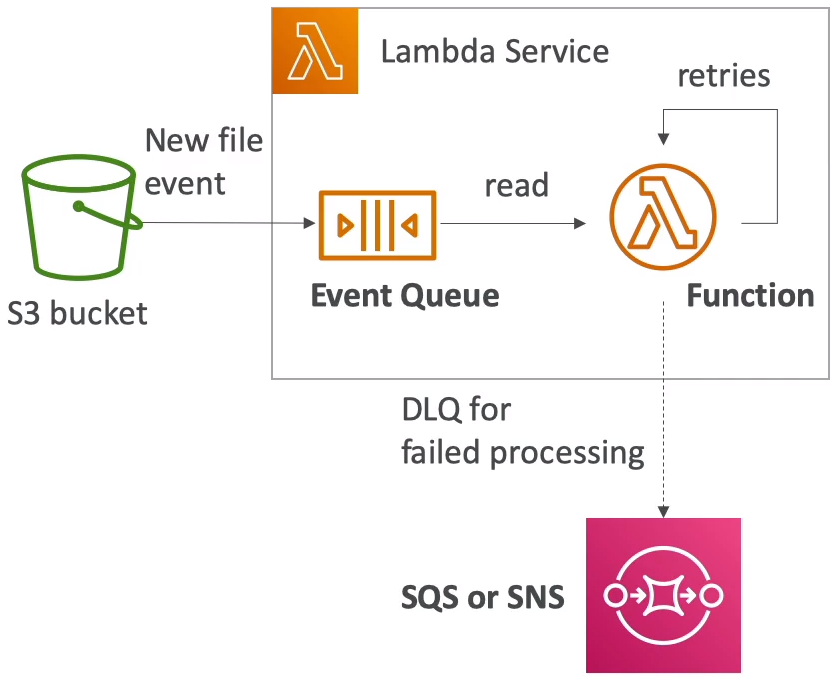 Lambda Service
retries
New file
event
read
Event Queue
Function
S3 bucket
DLQ for
failed processing
SQS or SNS